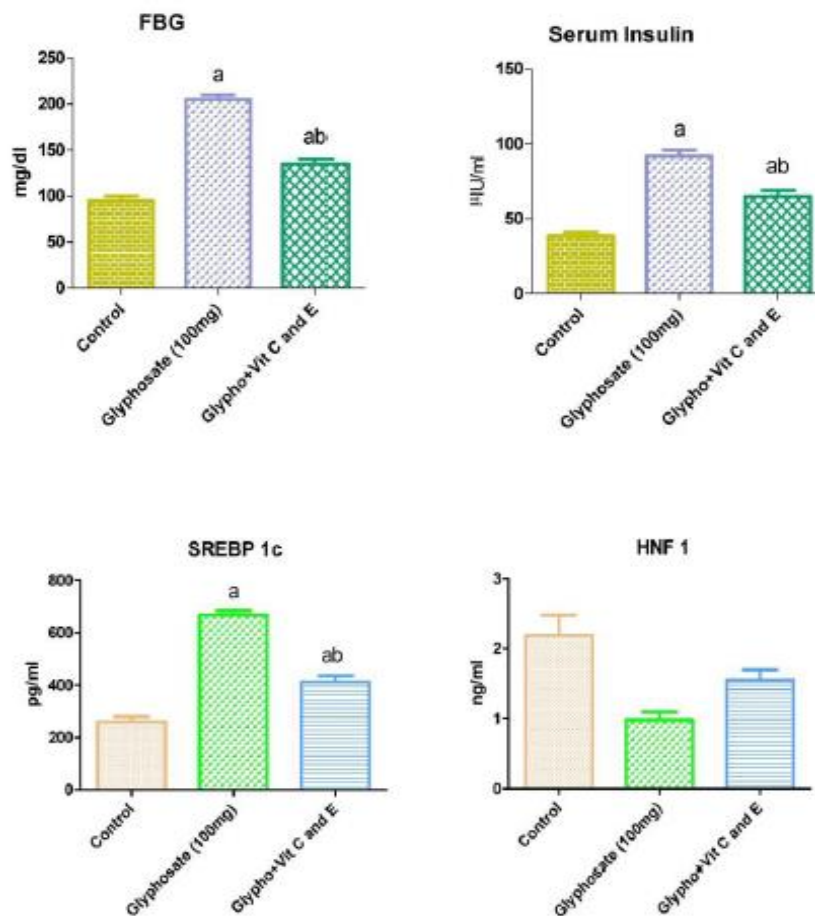 FBG
250
200
150
100
50
0
mg/dl
a
ab
Control
Glyphosate (100mg)
Glypho+Vit C and E
Serum Insulin
150
100
50
0
µIU/ml
a
ab
Control
Glyphosate (100mg)
Glypho+Vit C and E
SREBP 1c
800
600
400
200
0
pg/ml
a
ab
Control
Glyphosate (100mg)
Glypho+Vit C and E
HNF 1
3
2
1
0
ng/ml
Control
Glyphosate (100mg)
Glypho+Vit C and E